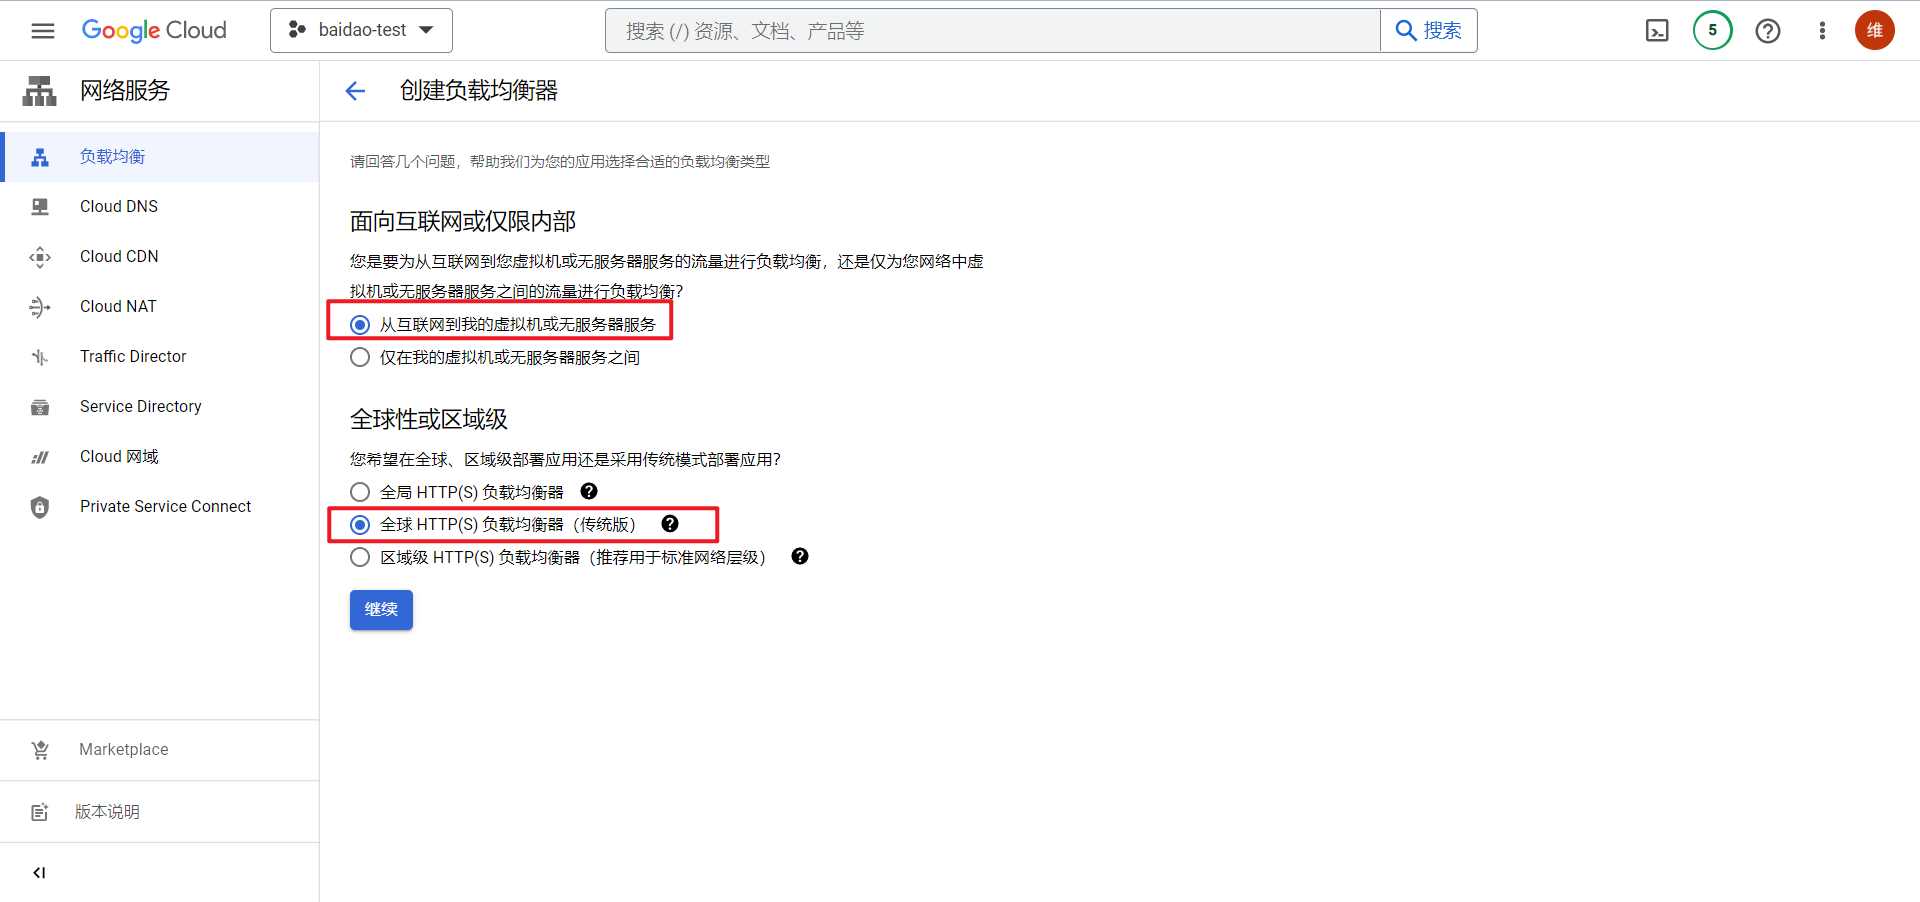 Google Cloud
baidao-test
搜索 (/) 资源、文档、产品等
搜索
5
维
网络服务
创建负载均衡器
负载均衡
Cloud DNS
Cloud CDN
Cloud NAT
Traffic Director
Service Directory
Cloud 网域
Private Service Connect
Marketplace
版本说明
请回答几个问题，帮助我们为您的应用选择合适的负载均衡类型
面向互联网或仅限内部
您是要为从互联网到您虚拟机或无服务器服务的流量进行负载均衡，还是仅为您网络中虚
拟机或无服务器服务之间的流量进行负载均衡？
从互联网到我的虚拟机或无服务器服务
仅在我的虚拟机或无服务器服务之间
全球性或区域级
您希望在全球、区域级部署应用还是采用传统模式部署应用？
全局 HTTP(S) 负载均衡器
全球 HTTP(S) 负载均衡器（传统版）
区域级 HTTP(S) 负载均衡器（推荐用于标准网络层级）
继续